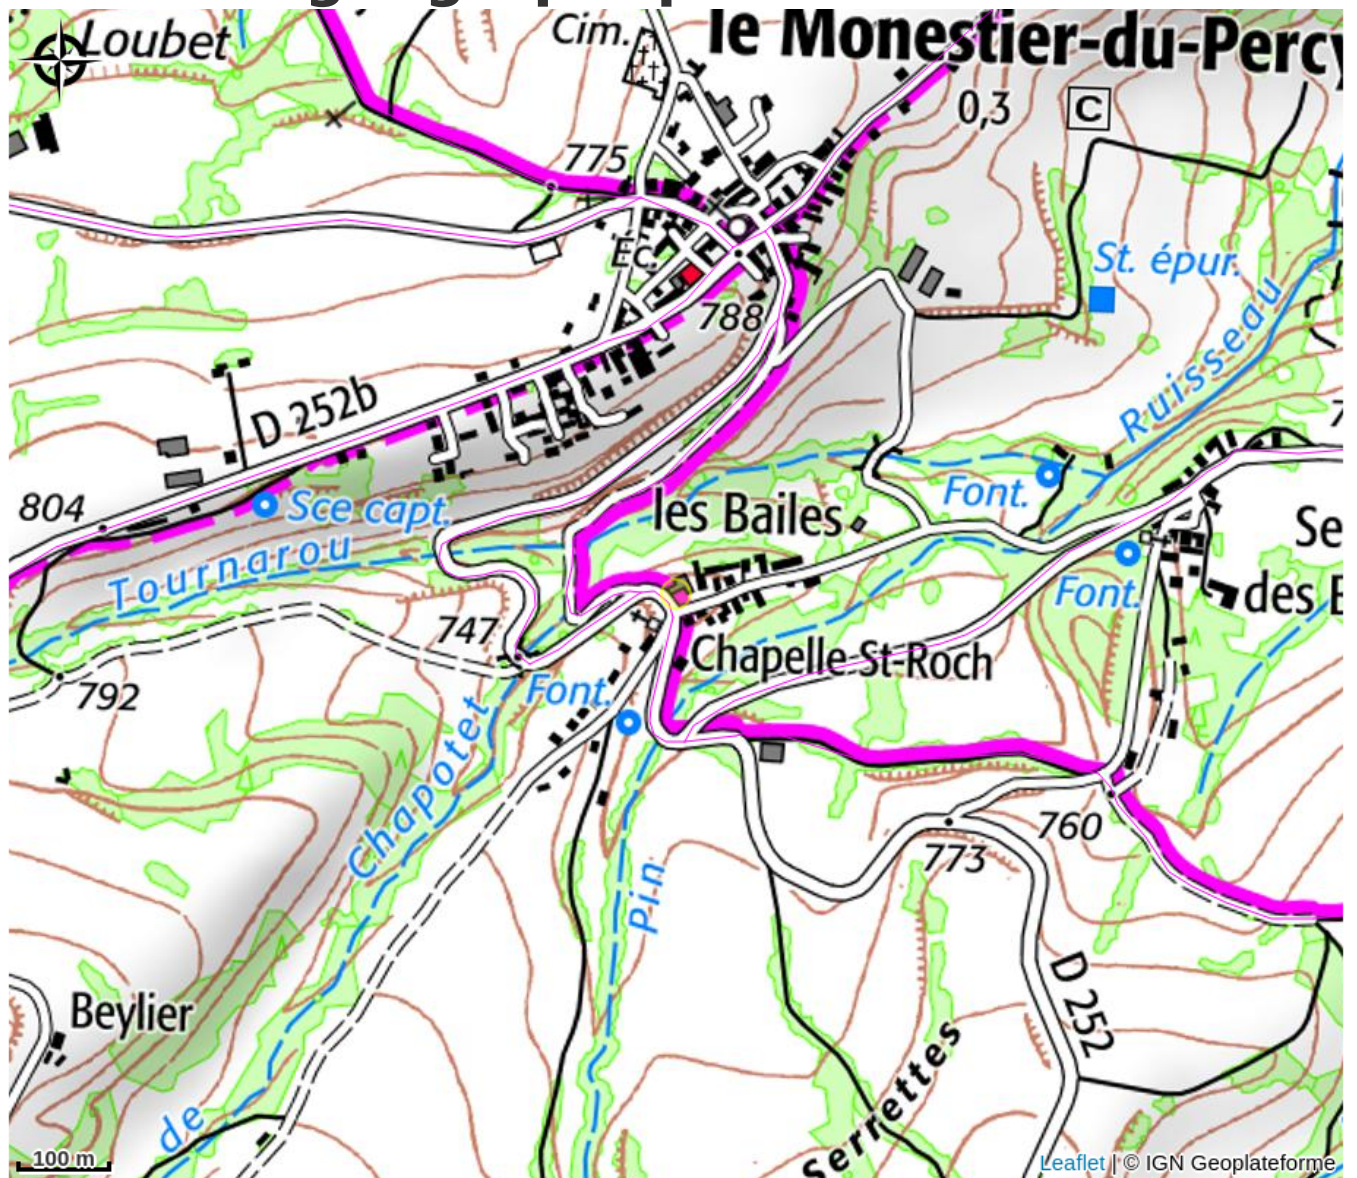 Loubet
Cim.
le Monestier-du-Percy
0,3
C
775
Éc.
St. épur.
788
Ruisseau
D 252b
804
Sce capt.
les Bailes
Font.
Tournarou
Font.
747
Chapelle St-Roch
792
Font.
Chapotet
760
773
Pin
Beylier
D 252
Serrettes
de
100 m
Leaflet | © IGN Geoplateforme